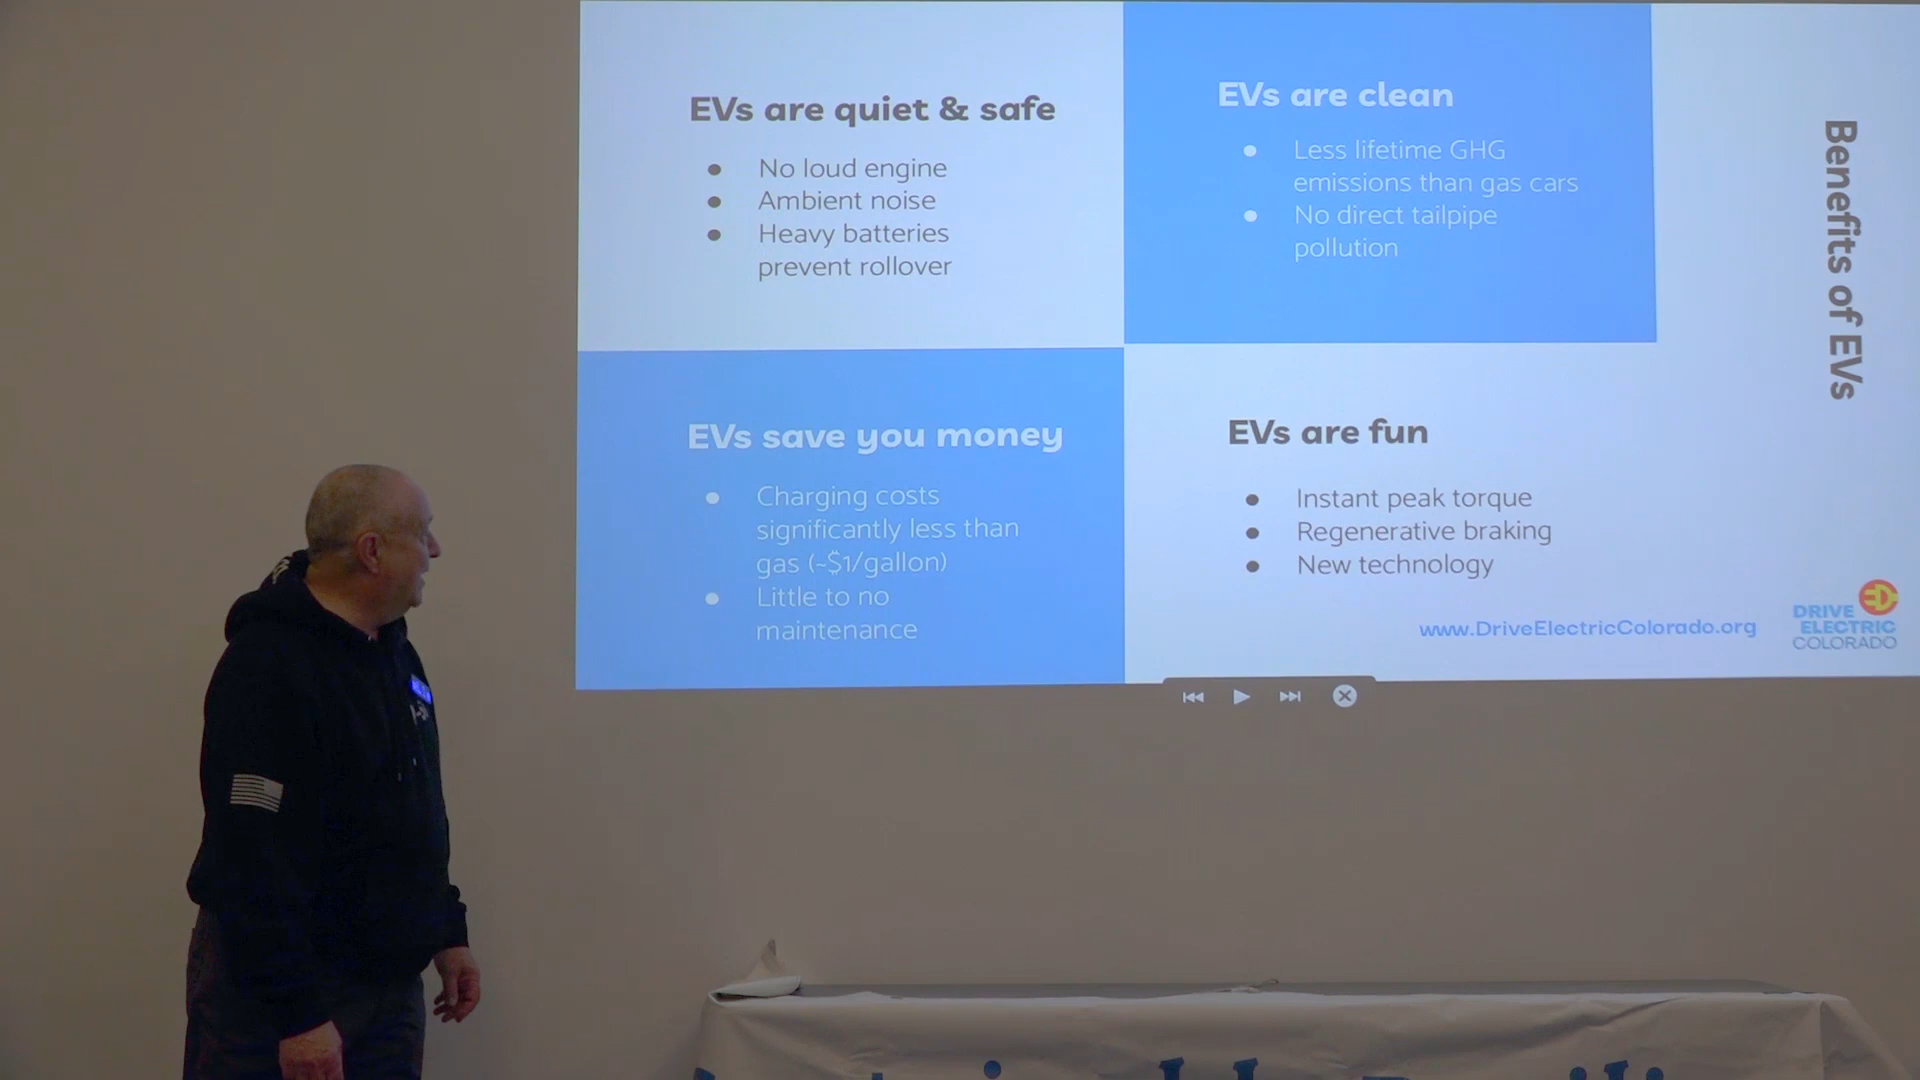 EVs are quiet & safe
No loud engine
Ambient noise
Heavy batteries
prevent rollover
EVs are clean
Less lifetime GHG
emissions than gas cars
No direct tailpipe
pollution
Benefits of EVs
EVs save you money
Charging costs
significantly less than
gas (~$1/gallon)
Little to no
maintenance
EVs are fun
Instant peak torque
Regenerative braking
New technology
www.DriveElectricColorado.org
DRIVE
ELECTRIC
COLORADO